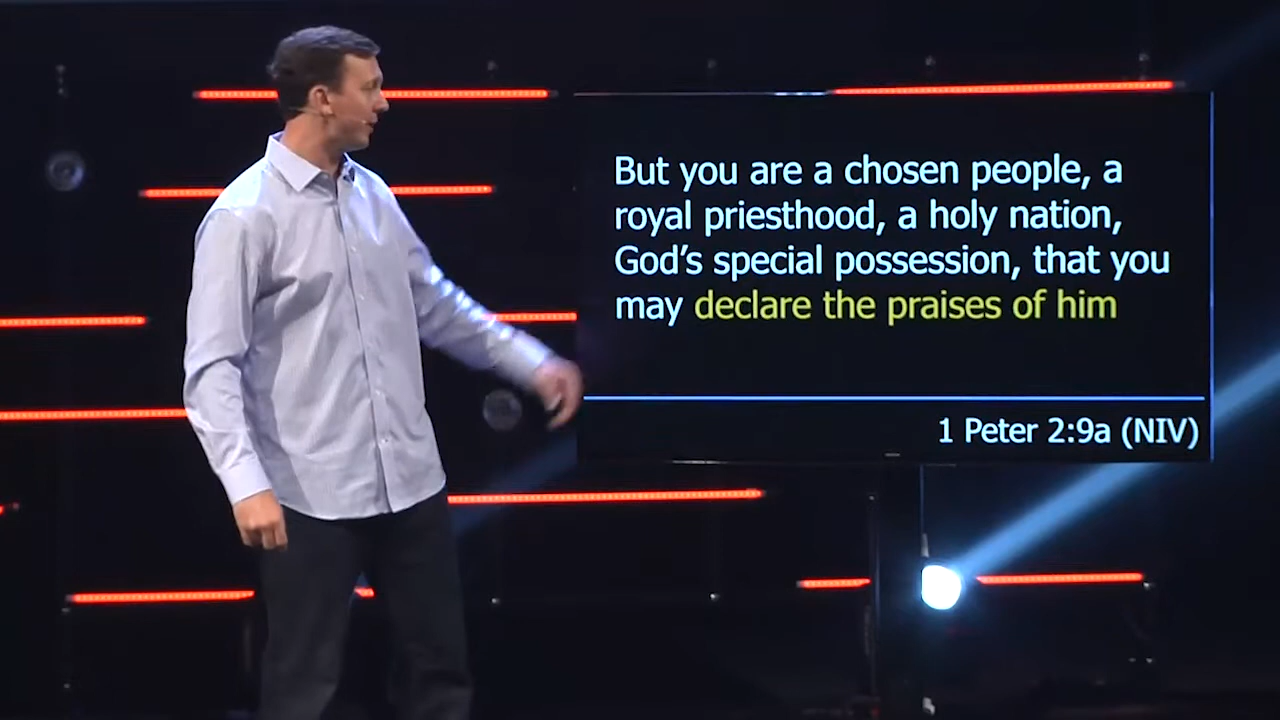 But you are a chosen people, a
royal priesthood, a holy nation,
God's special possession, that you
may declare the praises of him
1 Peter 2:9a (NIV)